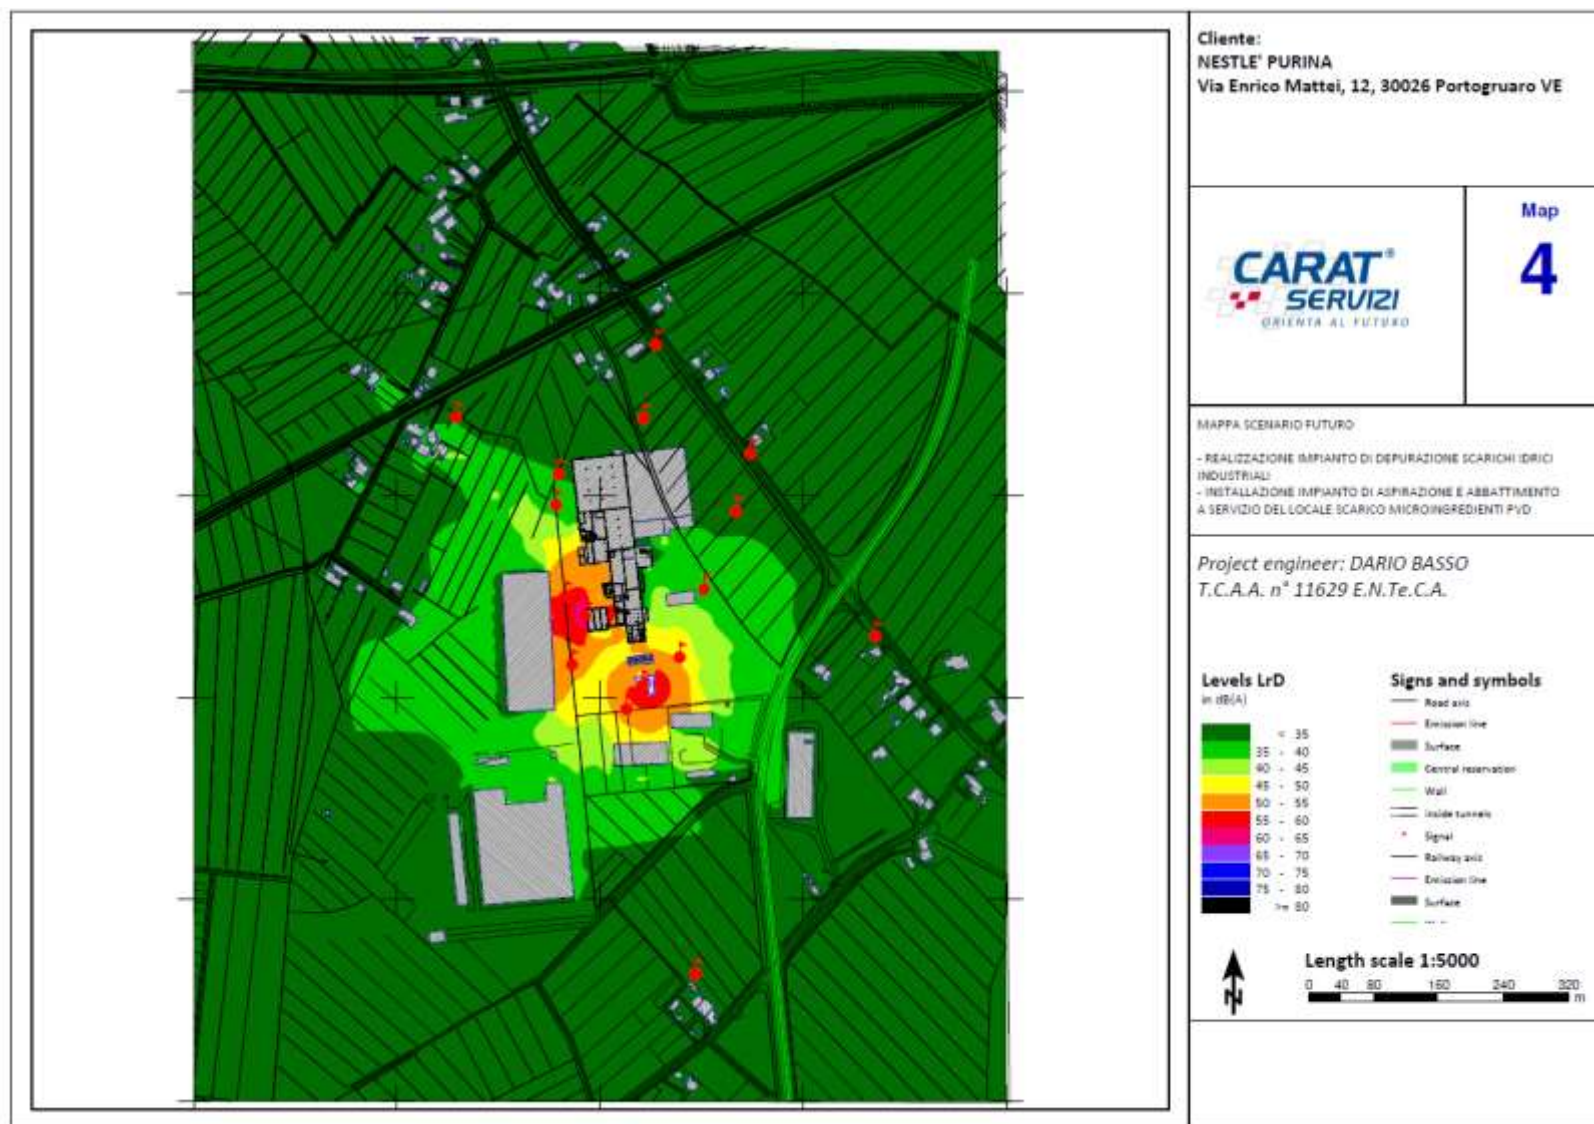 Cliente:
NESTLE' PURINA
Via Enrico Mattei, 12, 30026 Portogruaro VE
CARAT®
SERVIZI
ORIENTA AL FUTURO
Map
4
MAPPA SCENARIO FUTURO
- REALIZZAZIONE IMPIANTO DI DEPURAZIONE SCARICHI IDRICI
INDUSTRIALI
- INSTALLAZIONE IMPIANTO DI ASPIRAZIONE E ABBATTIMENTO
A SERVIZIO DEL LOCALE SCARICO MICROINGREDIENTI PVD
Project engineer: DARIO BASSO
T.C.A.A. n° 11629 E.N.Te.C.A.
Levels LrD
in dB(A)
< 35
35 - 40
40 - 45
45 - 50
50 - 55
55 - 60
60 - 65
65 - 70
70 - 75
75 - 80
>= 80
Signs and symbols
Road axis
Emission line
Surface
Central reservation
Wall
Inside tunnels
Signal
Railway axis
Emission line
Surface
N
Length scale 1:5000
0 40 80 160 240 320
m